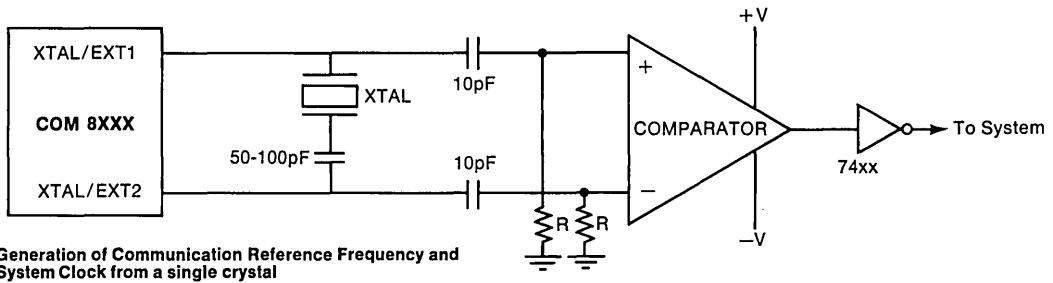 +V
XTAL/EXT1
+
10pF
XTAL
COM 8XXX
COMPARATOR
To System
50-100pF
10pF
74xx
XTAL/EXT2
−
R
R
−V
Generation of Communication Reference Frequency and
System Clock from a single crystal